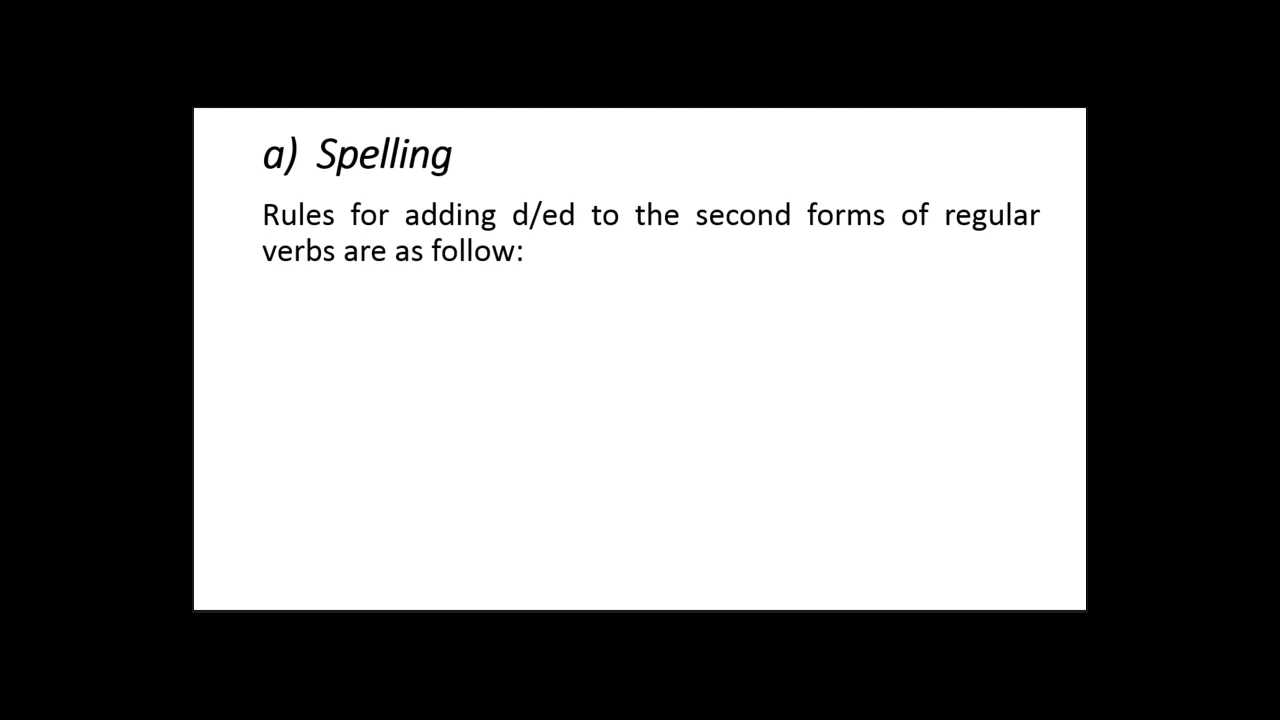 a) Spelling
Rules for adding d/ed to the second forms of regular
verbs are as follow: